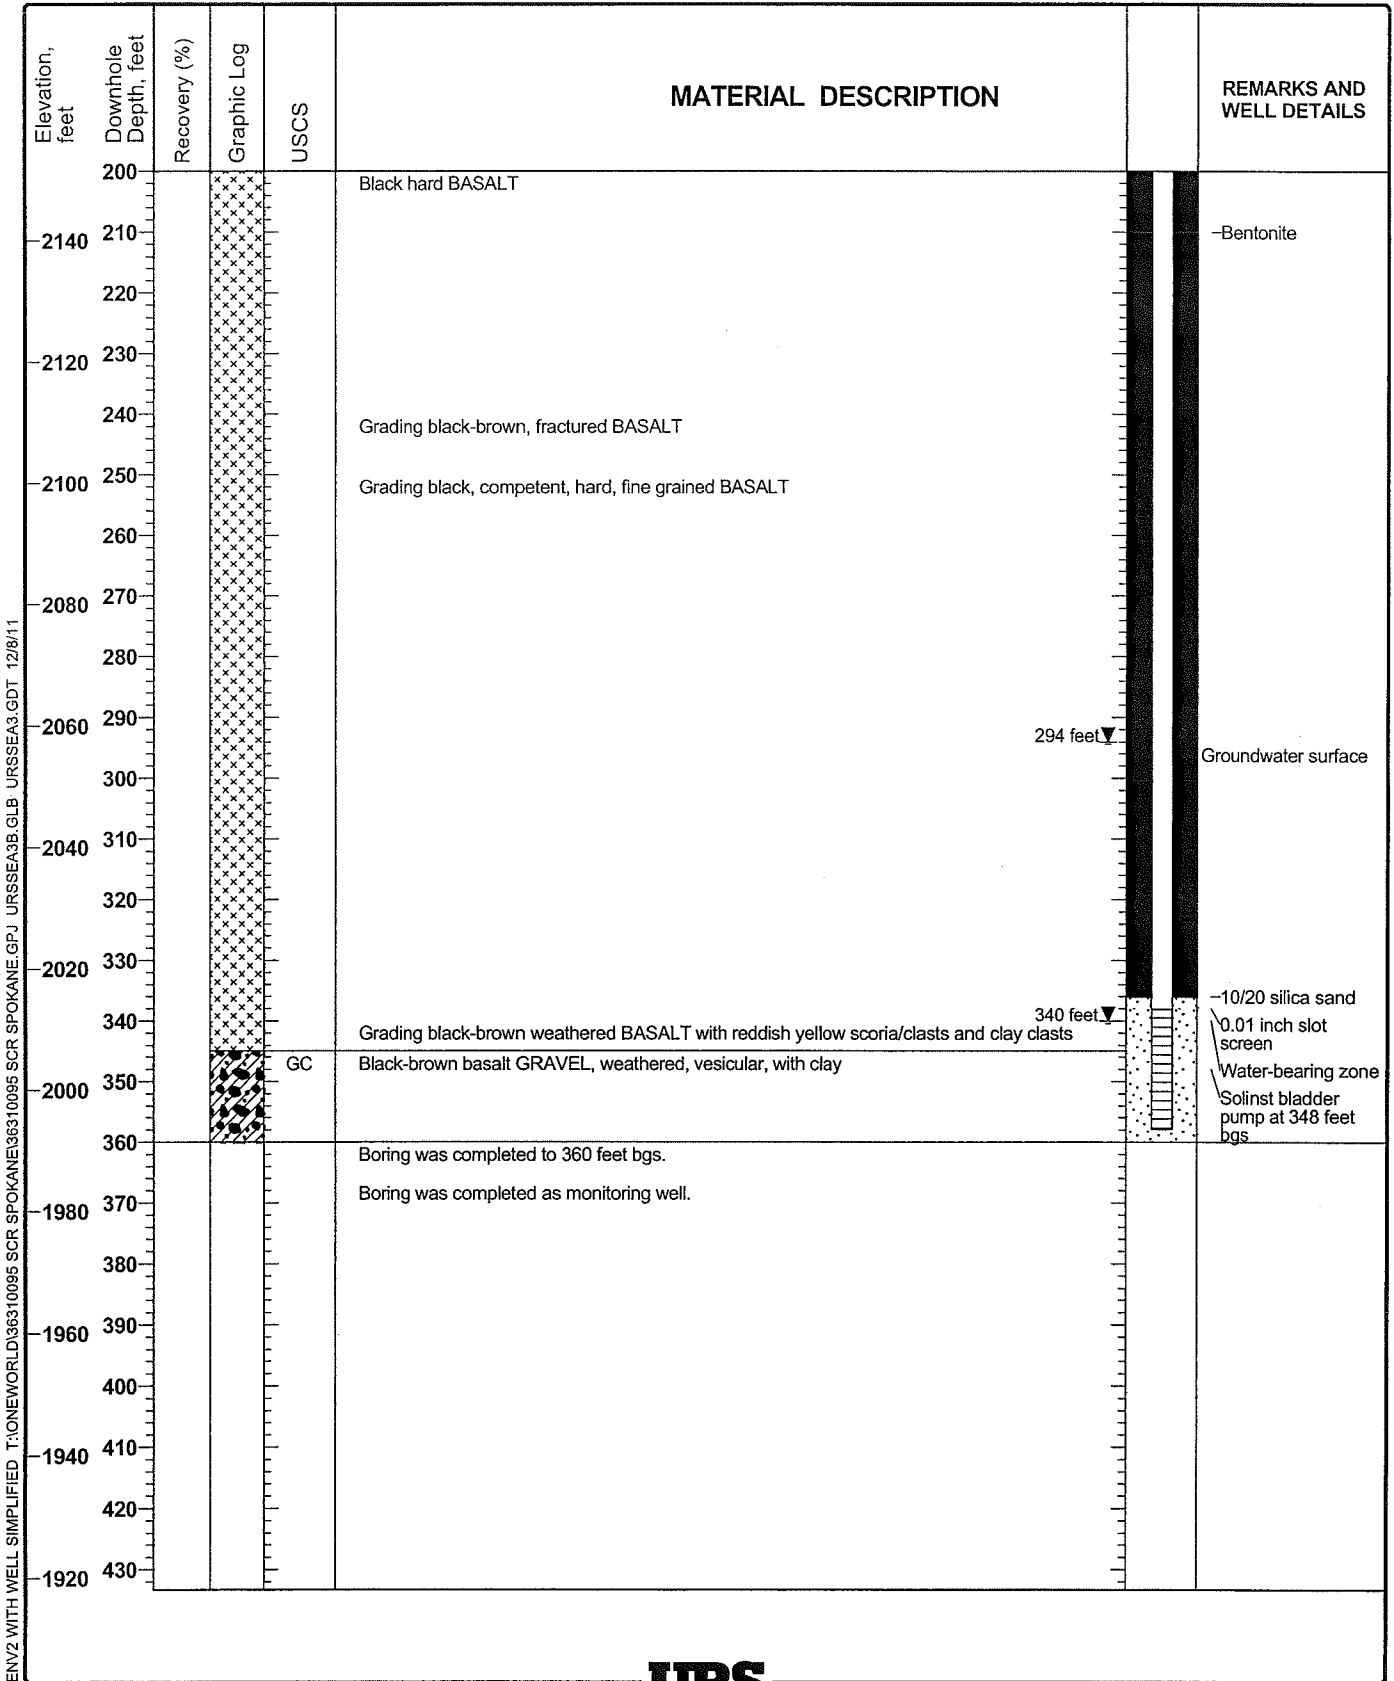 Elevation,
feet
Downhole
Depth, feet
Recovery (%)
Graphic Log
USCS
MATERIAL DESCRIPTION
REMARKS AND
WELL DETAILS
200
Black hard BASALT
2140
210
Bentonite
220
2120
230
240
Grading black-brown, fractured BASALT
2100
250
Grading black, competent, hard, fine grained BASALT
260
2080
270
280
2060
290
294 feet
Groundwater surface
300
2040
310
320
2020
330
10/20 silica sand
340
340 feet
0.01 inch slot
screen
Grading black-brown weathered BASALT with reddish yellow scoria/clasts and clay clasts
GC
Black-brown basalt GRAVEL, weathered, vesicular, with clay
Water-bearing zone
2000
350
Solinst bladder
pump at 348 feet
bgs
360
Boring was completed to 360 feet bgs.
Boring was completed as monitoring well.
1980
370
380
1960
390
400
1940
410
420
1920
430
ENV2 WITH WELL SIMPLIFIED T:\ONEWORLD\36310095 SCR SPOKANE\36310095 SCR SPOKANE.GPJ URSSEA3B.GLB URSSEA3.GDT 12/8/11
URS